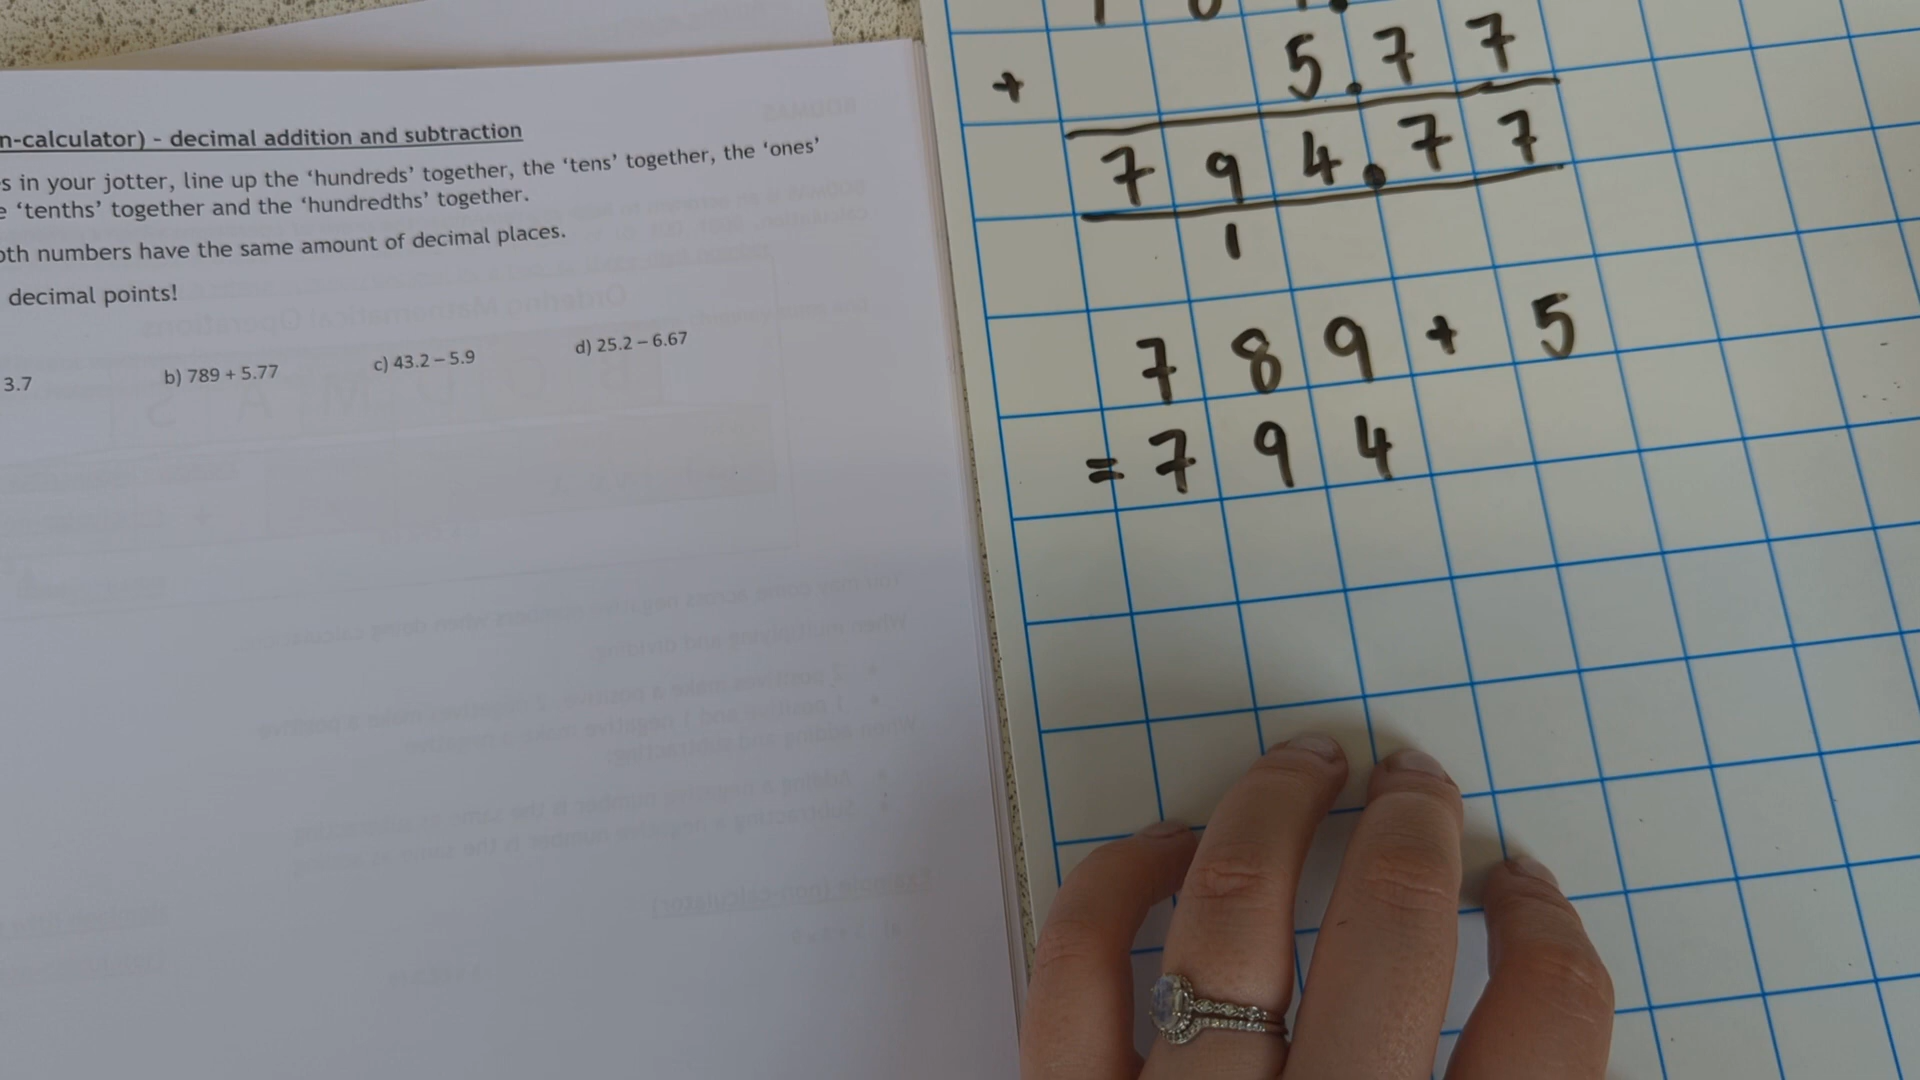 n-calculator) - decimal addition and subtraction
s in your jotter, line up the ‘hundreds’ together, the ‘tens’ together, the ‘ones’
e ‘tenths’ together and the ‘hundredths’ together.
oth numbers have the same amount of decimal places.
decimal points!
3.7 b) 789 + 5.77 c) 43.2 – 5.9 d) 25.2 – 6.67
+ 5.77
794.77
1
789 + 5
= 794